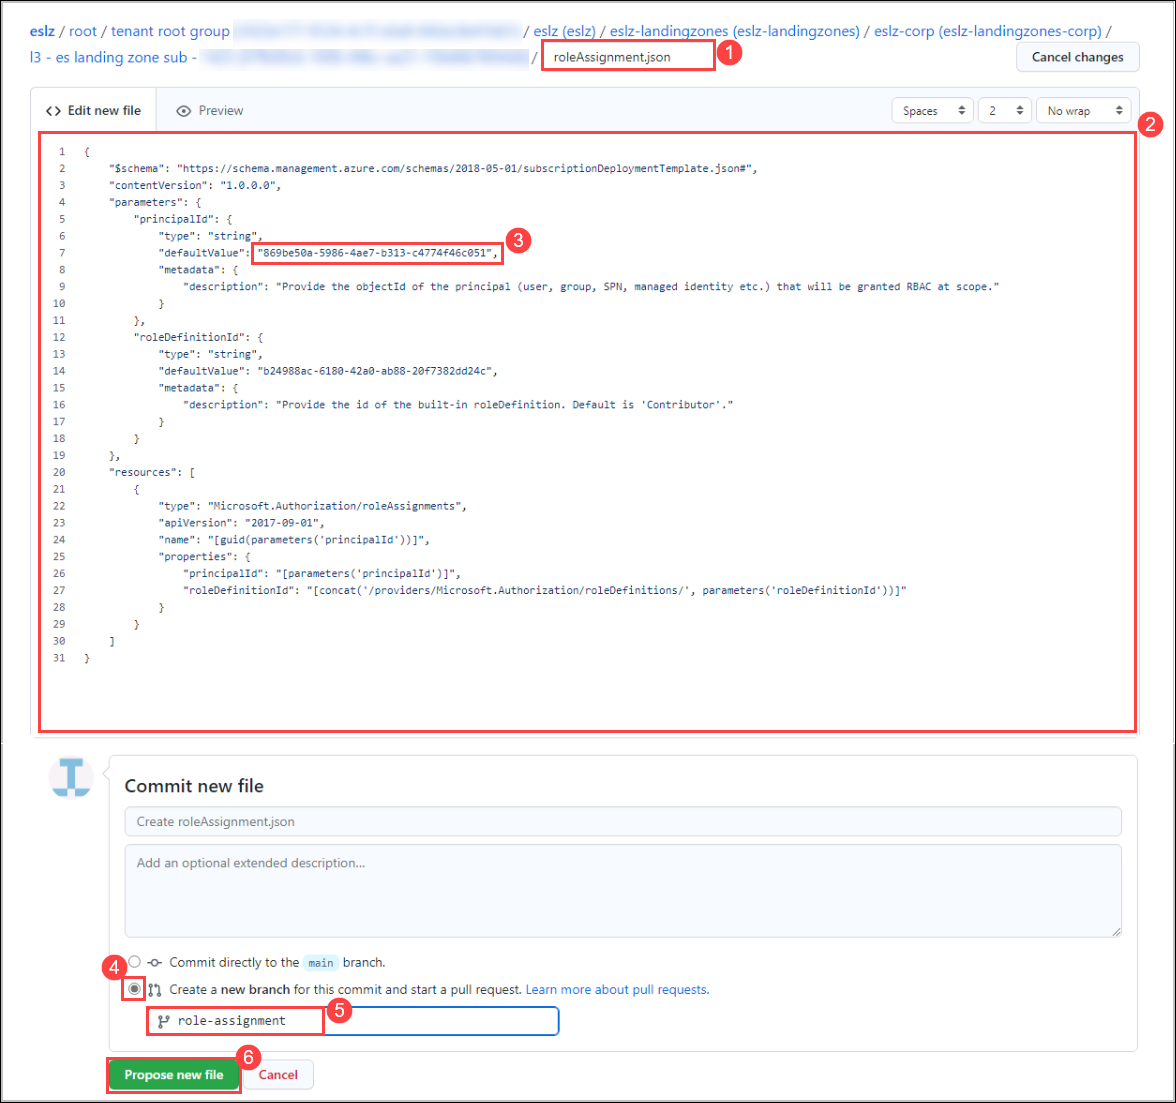 eslz / root / tenant root group / eslz (eslz) / eslz-landingzones (eslz-landingzones) / eslz-corp (eslz-landingzones-corp) /
l3 - es landing zone sub - / roleAssignment.json
1
Cancel changes
Edit new file
Preview
Spaces
2
No wrap
2
1 {
2 "$schema": "https://schema.management.azure.com/schemas/2018-05-01/subscriptionDeploymentTemplate.json#",
3 "contentVersion": "1.0.0.0",
4 "parameters": {
5 "principalId": {
6 "type": "string",
7 "defaultValue": "869be50a-5986-4ae7-b313-c4774f46c051",
3
8 "metadata": {
9 "description": "Provide the objectId of the principal (user, group, SPN, managed identity etc.) that will be granted RBAC at scope."
10 }
11 },
12 "roleDefinitionId": {
13 "type": "string",
14 "defaultValue": "b24988ac-6180-42a0-ab88-20f7382dd24c",
15 "metadata": {
16 "description": "Provide the id of the built-in roleDefinition. Default is 'Contributor'."
17 }
18 }
19 },
20 "resources": [
21 {
22 "type": "Microsoft.Authorization/roleAssignments",
23 "apiVersion": "2017-09-01",
24 "name": "[guid(parameters('principalId'))]",
25 "properties": {
26 "principalId": "[parameters('principalId')]",
27 "roleDefinitionId": "[concat('/providers/Microsoft.Authorization/roleDefinitions/', parameters('roleDefinitionId'))]"
28 }
29 }
30 ]
31 }
Commit new file
Create roleAssignment.json
Add an optional extended description...
4
Commit directly to the main branch.
Create a new branch for this commit and start a pull request. Learn more about pull requests.
role-assignment
5
6
Propose new file
Cancel